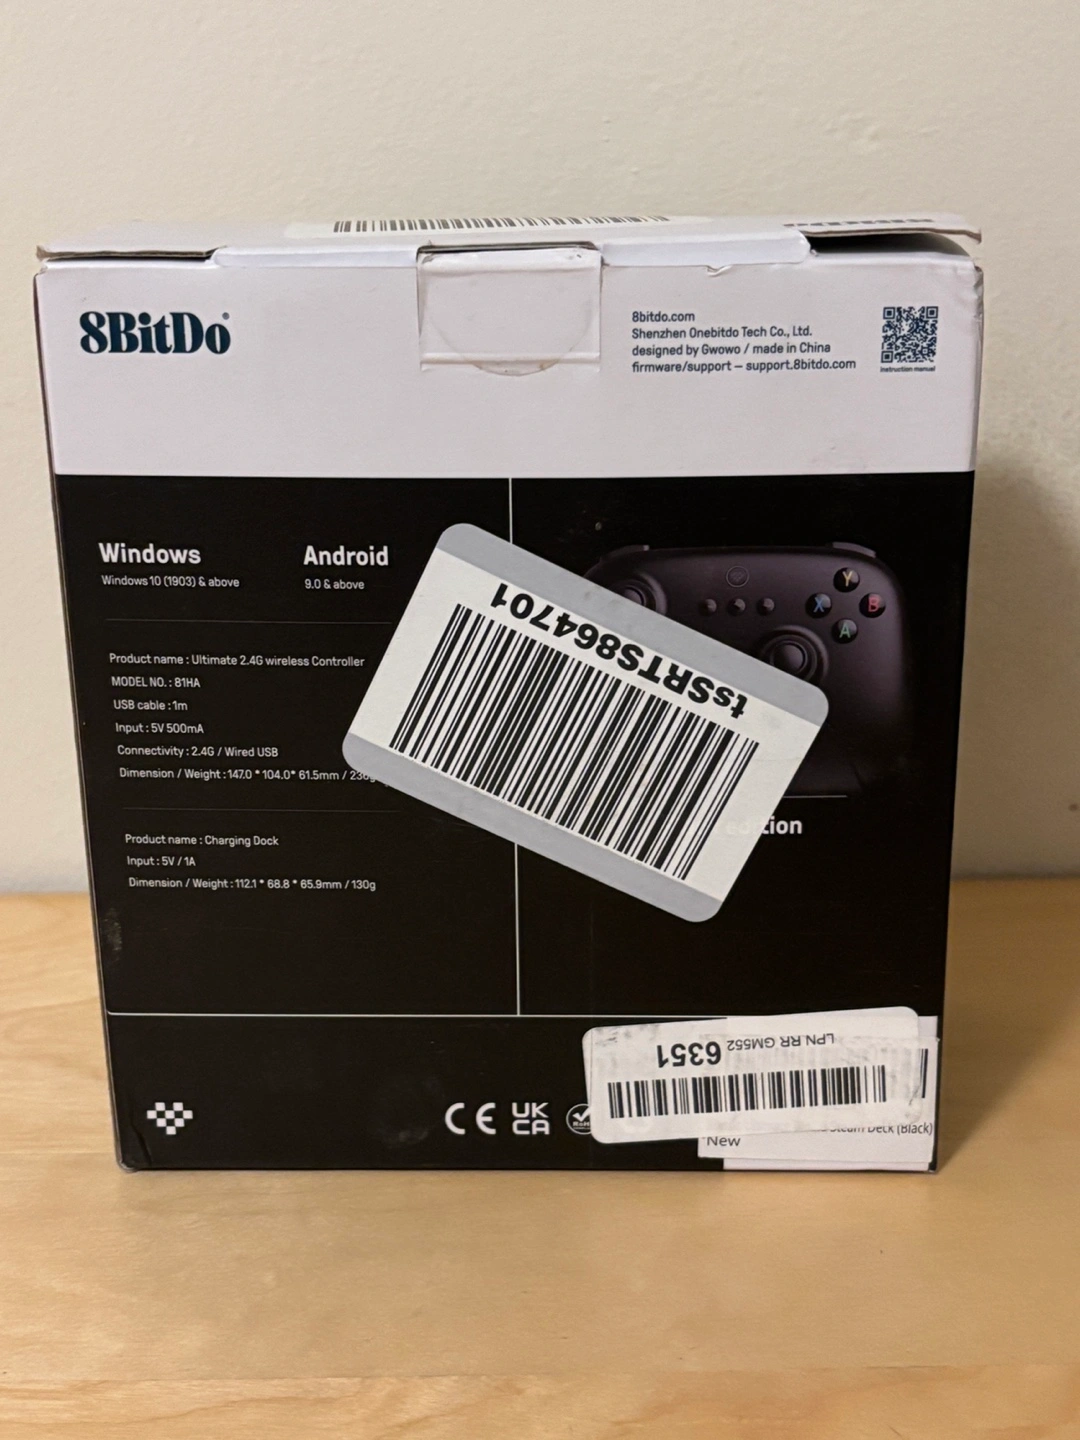 8BitDo®
8bitdo.com
Shenzhen Onebitdo Tech Co., Ltd.
designed by Gwowo / made in China
firmware/support – support.8bitdo.com
instruction manual
Windows
Windows 10 (1903) & above
Android
9.0 & above
Product name : Ultimate 2.4G wireless Controller
MODEL NO. : 81HA
USB cable : 1m
Input : 5V 500mA
Connectivity : 2.4G / Wired USB
Dimension / Weight : 147.0 * 104.0* 61.5mm /
Product name : Charging Dock
Input : 5V / 1A
Dimension / Weight : 112.1 * 68.8 * 65.9mm / 130g
tsSRTS864701
Y
X
B
A
edition
CE
UK
CA
RoHS
LPN RR GM552 6351
Steam Deck (Black)
New